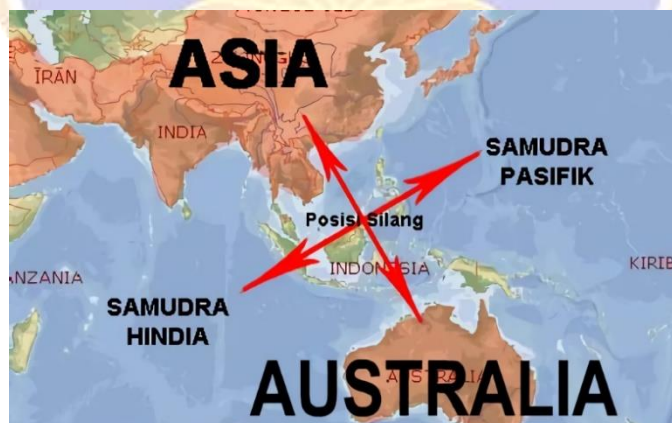 ASIA
IRAN
INDIA
SAMUDRA
PASIFIK
Posisi Silang
INDONESIA
KIRIB
ANZANIA
SAMUDRA
HINDIA
AUSTRALIA
AUSTRALIA